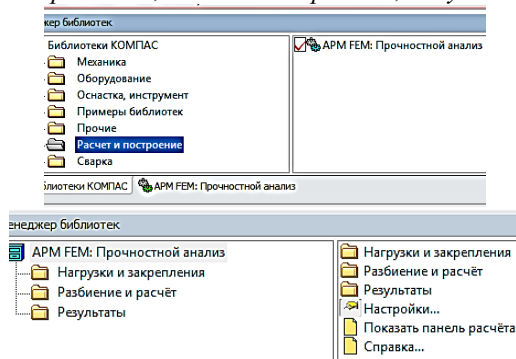 жер библиотек
Библиотеки КОМПАС
Механика
Оборудование
Оснастка, инструмент
Примеры библиотек
Прочие
Расчет и построение
Сварка
APM FEM: Прочностной анализ
лиотеки КОМПАС APM FEM: Прочностной анализ
енеджер библиотек
APM FEM: Прочностной анализ
Нагрузки и закрепления
Разбиение и расчёт
Результаты
Нагрузки и закрепления
Разбиение и расчёт
Результаты
Настройки...
Показать панель расчёта
Справка...